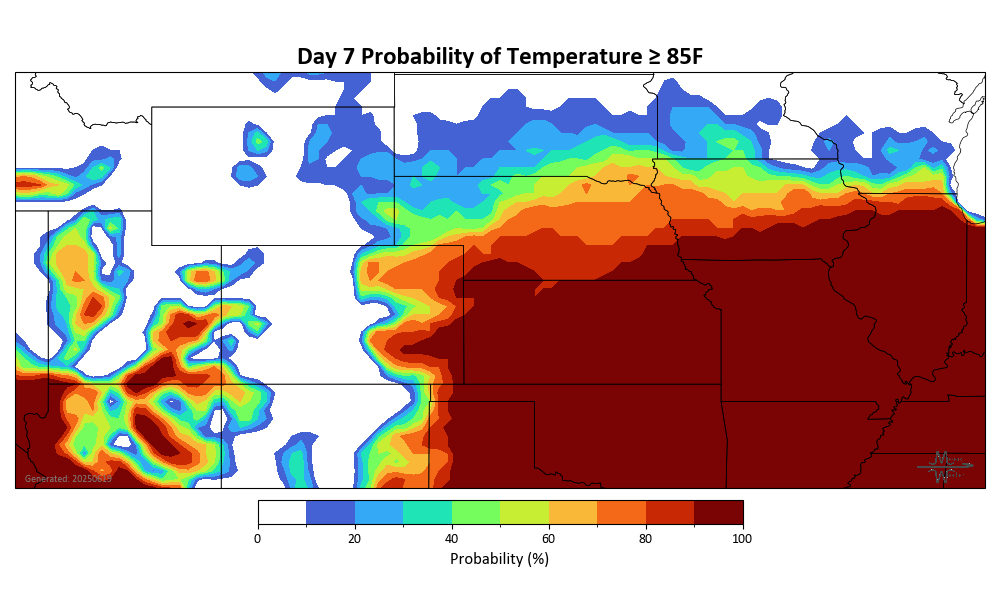 Day 7 Probability of Temperature ≥ 85F
Generated: 20250619
0 20 40 60 80 100
Probability (%)